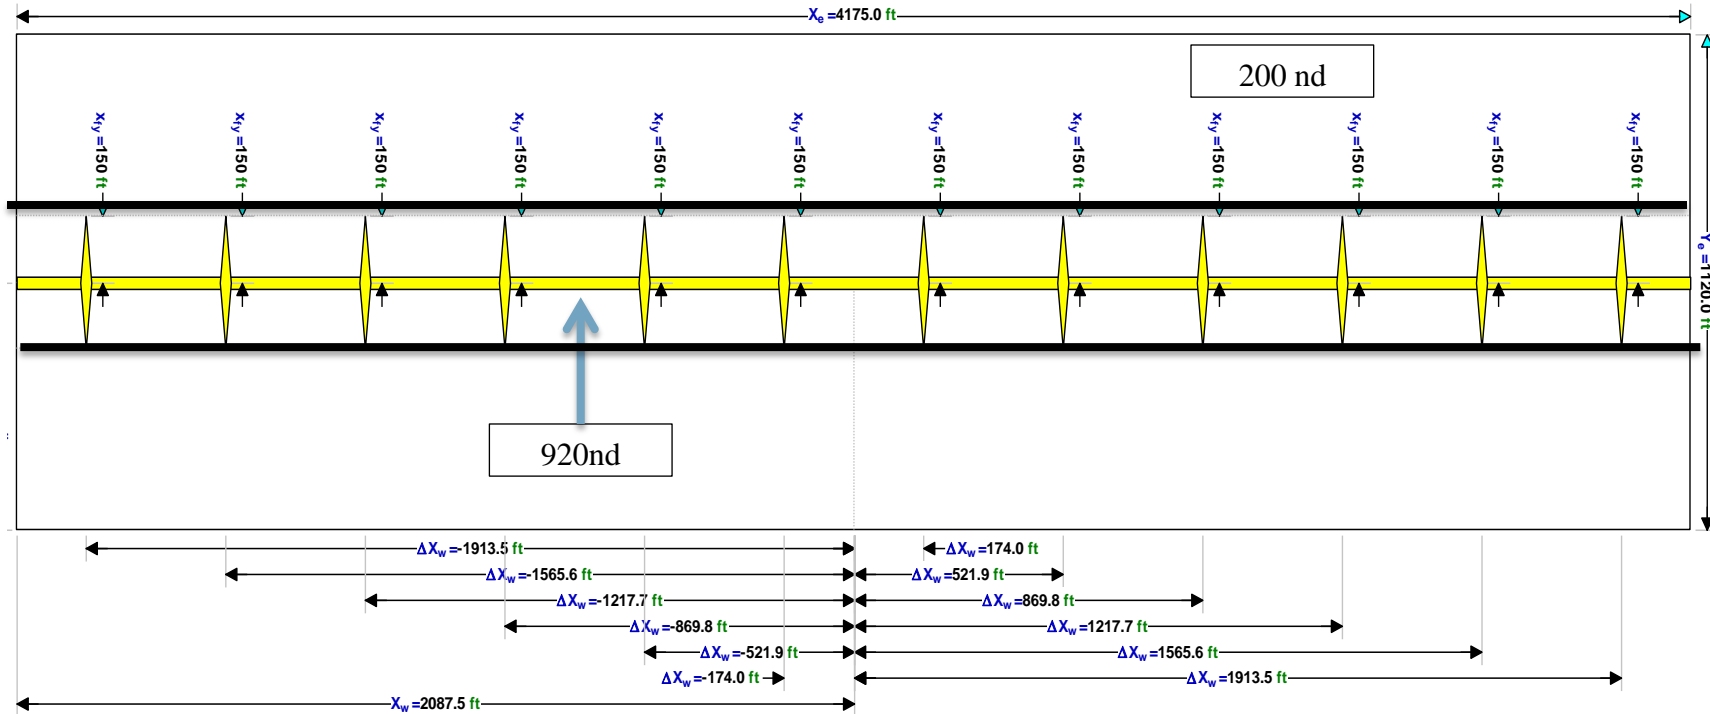 Xe =4175.0 ft
200 nd
Xfy =150 ft
Xfy =150 ft
Xfy =150 ft
Xfy =150 ft
Xfy =150 ft
Xfy =150 ft
Xfy =150 ft
Xfy =150 ft
Xfy =150 ft
Xfy =150 ft
Xfy =150 ft
Xfy =150 ft
Ye =1120.0 ft
920nd
ΔXw =-1913.5 ft
ΔXw =174.0 ft
ΔXw =-1565.6 ft
ΔXw =521.9 ft
ΔXw =-1217.7 ft
ΔXw =869.8 ft
ΔXw =-869.8 ft
ΔXw =1217.7 ft
ΔXw =-521.9 ft
ΔXw =1565.6 ft
ΔXw =-174.0 ft
ΔXw =1913.5 ft
Xw =2087.5 ft